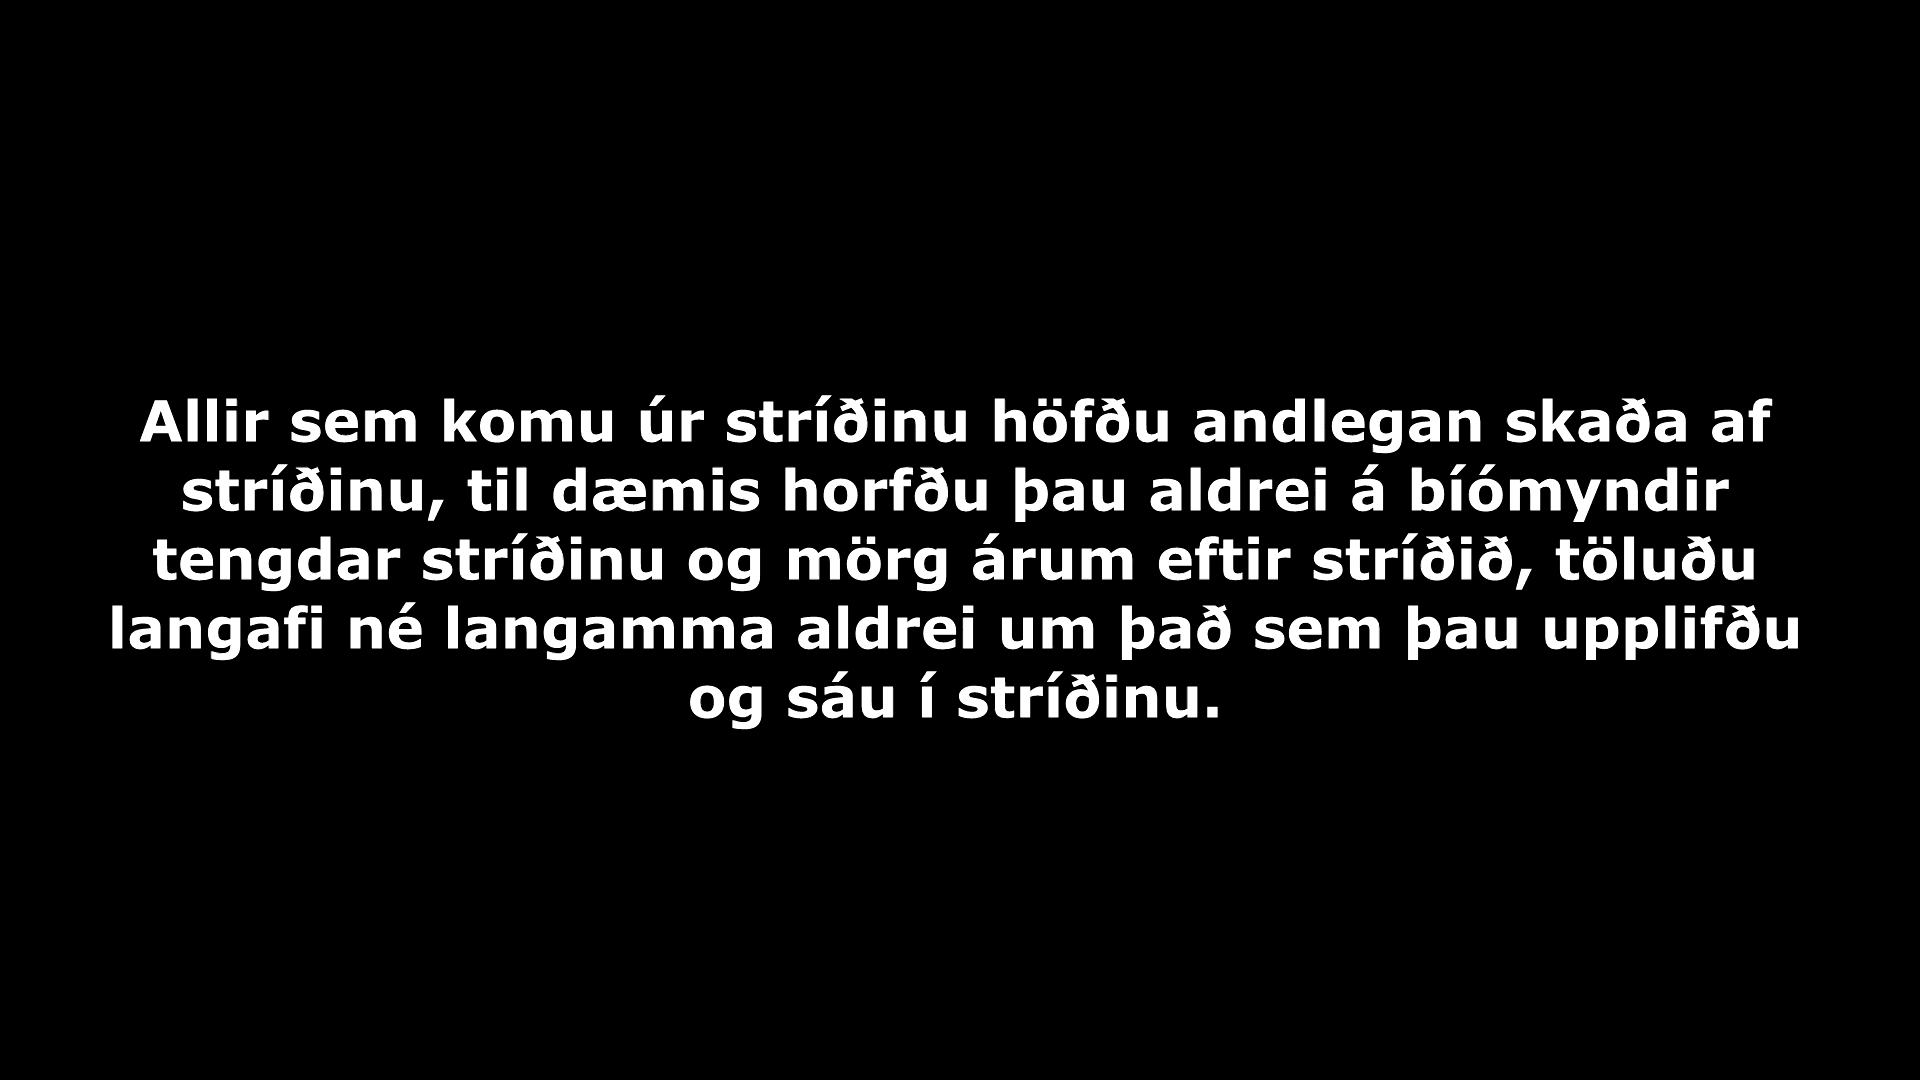 Allir sem komu úr stríðinu höfðu andlegan skaða af
stríðinu, til dæmis horfðu þau aldrei á bíómyndir
tengdar stríðinu og mörg árum eftir stríðið, töluðu
langafi né langamma aldrei um það sem þau upplifðu
og sáu í stríðinu.